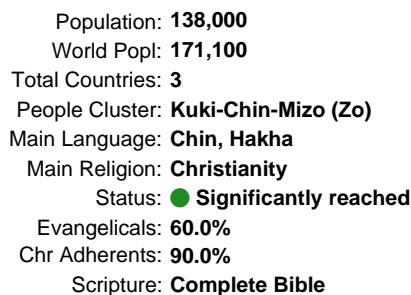 Population: 138,000
World Popl: 171,100
Total Countries: 3
People Cluster: Kuki-Chin-Mizo (Zo)
Main Language: Chin, Hakha
Main Religion: Christianity
Status: Significantly reached
Evangelicals: 60.0%
Chr Adherents: 90.0%
Scripture: Complete Bible